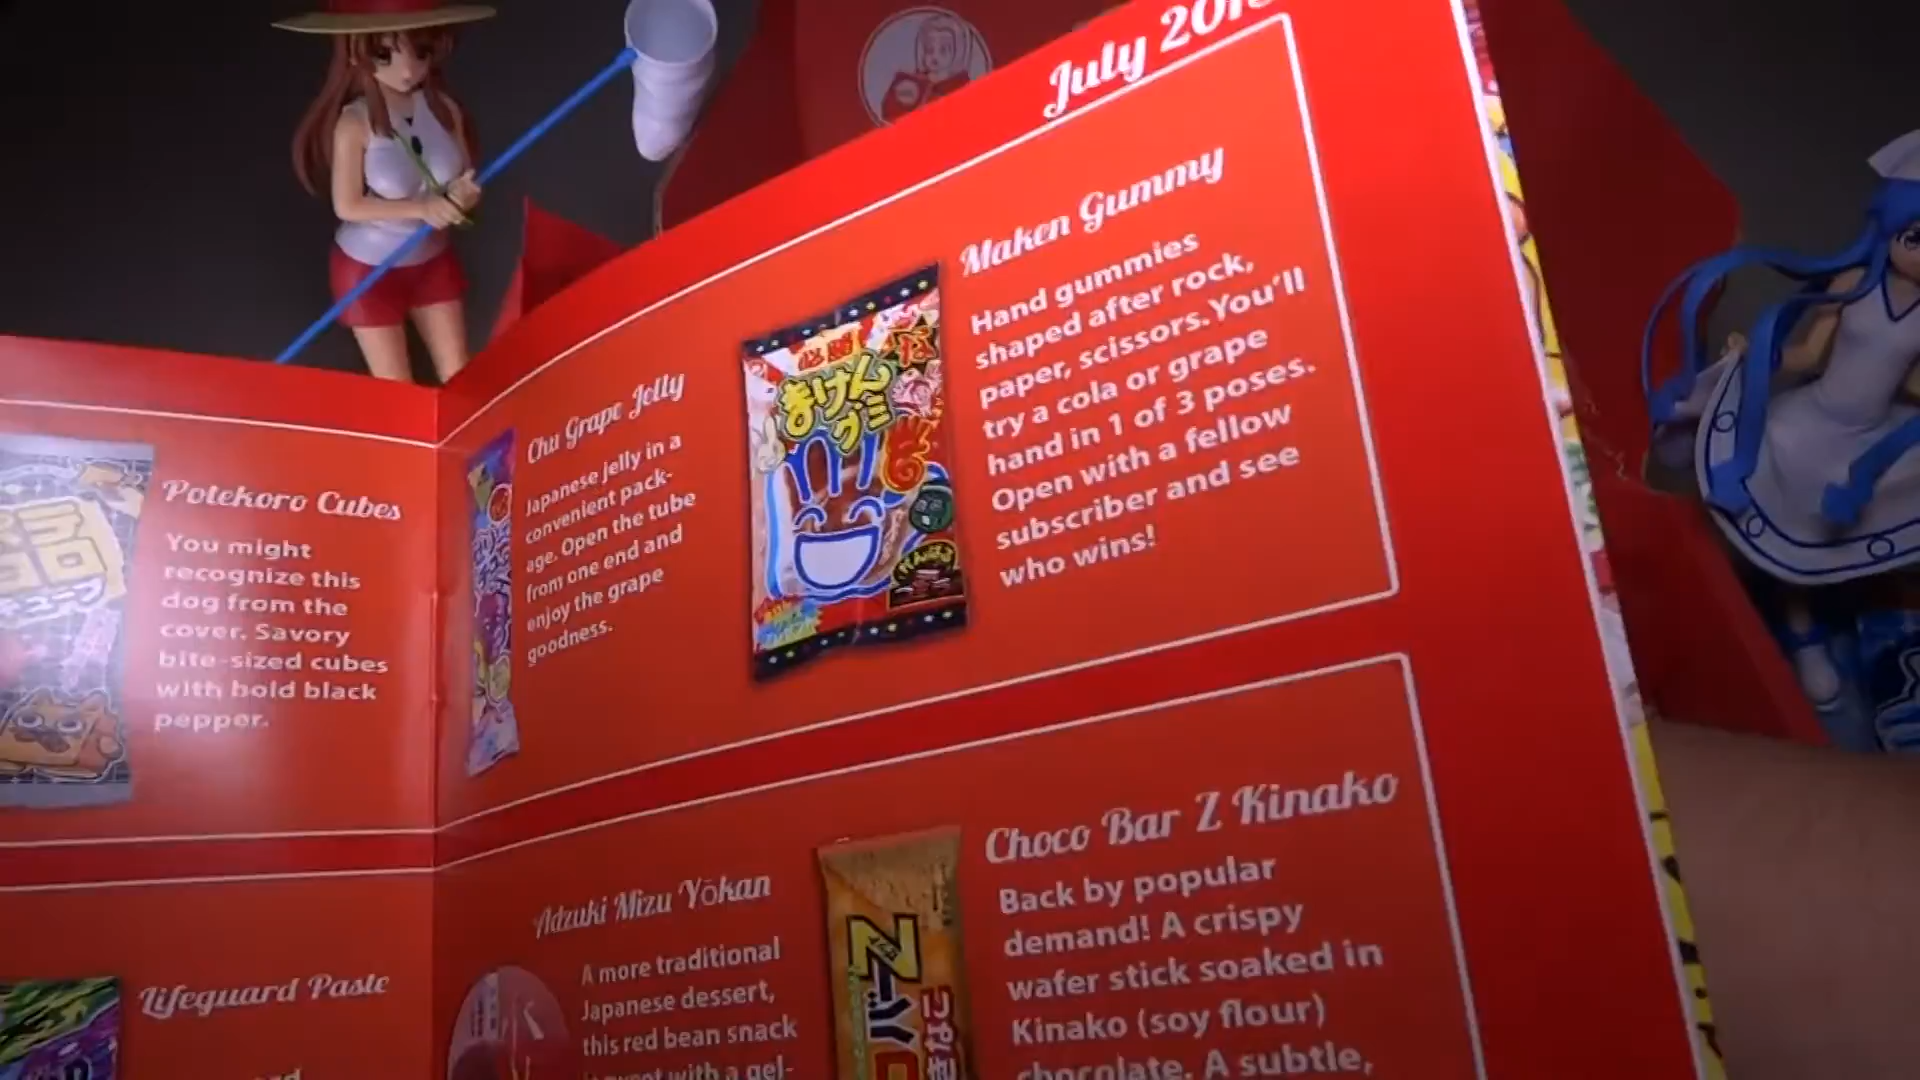 July
Potekoro Cubes
You might
recognize this
dog from the
cover. Savory
bite-sized cubes
with bold black
pepper.
Chu Grape Jelly
Japanese jelly in a
convenient pack-
age. Open the tube
from one end and
enjoy the grape
goodness.
必勝
まけん
グミ
Maken Gummy
Hand gummies
shaped after rock,
paper, scissors. You'll
try a cola or grape
hand in 1 of 3 poses.
Open with a fellow
subscriber and see
who wins!
Lifeguard Paste
Adzuki Mizu Yōkan
A more traditional
Japanese dessert,
this red bean snack
with a gel-
Choco Bar Z Kinako
Back by popular
demand! A crispy
wafer stick soaked in
Kinako (soy flour)
chocolate. A subtle,